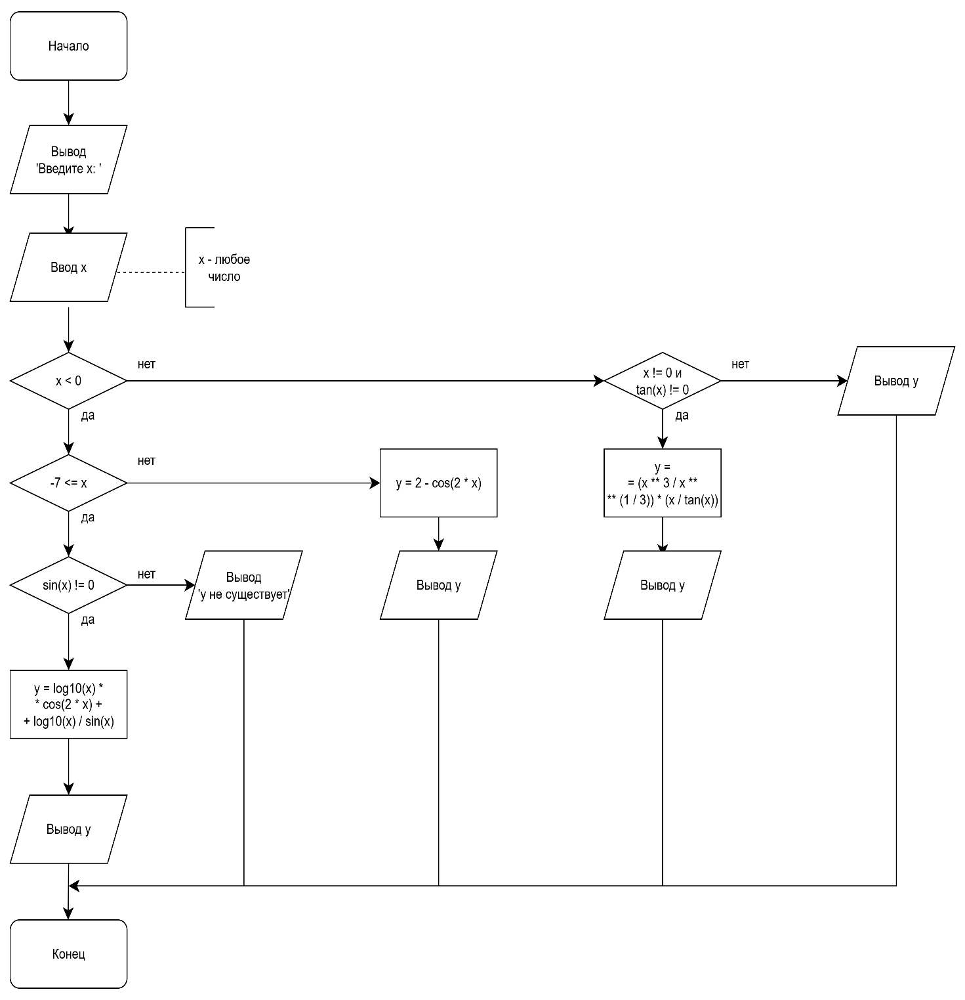 Начало
Вывод
'Введите x: '
Ввод x
x - любое
число
x < 0
нет
да
x != 0 и
tan(x) != 0
нет
да
Вывод y
-7 <= x
нет
да
y = 2 - cos(2 * x)
y =
= (x ** 3 / x **
** (1 / 3)) * (x / tan(x))
sin(x) != 0
нет
да
Вывод
'y не существует'
Вывод y
Вывод y
y = log10(x) *
* cos(2 * x) +
+ log10(x) / sin(x)
Вывод y
Конец